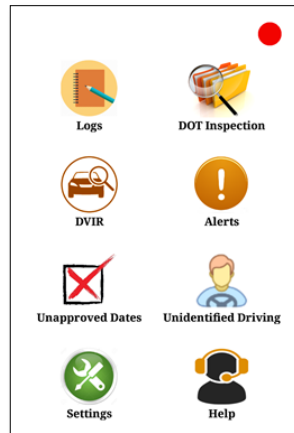 Logs
DOT Inspection
DVIR
Alerts
Unapproved Dates
Unidentified Driving
Settings
Help